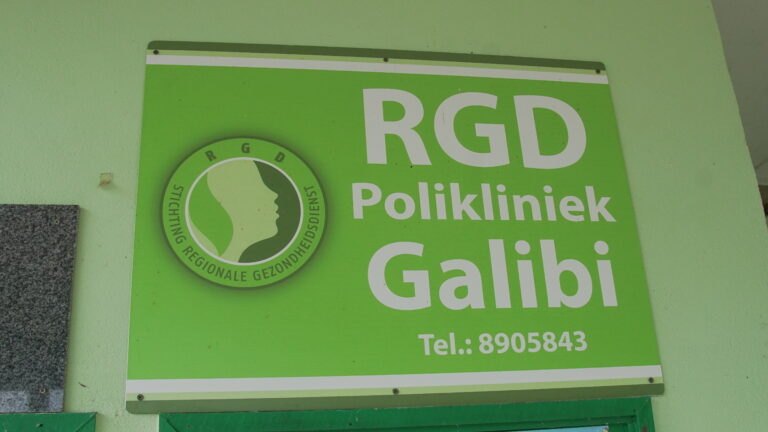 RGD
STICHTING REGIONALE GEZONDHEIDSDIENST
RGD
Polikliniek
Galibi
Tel.: 8905843